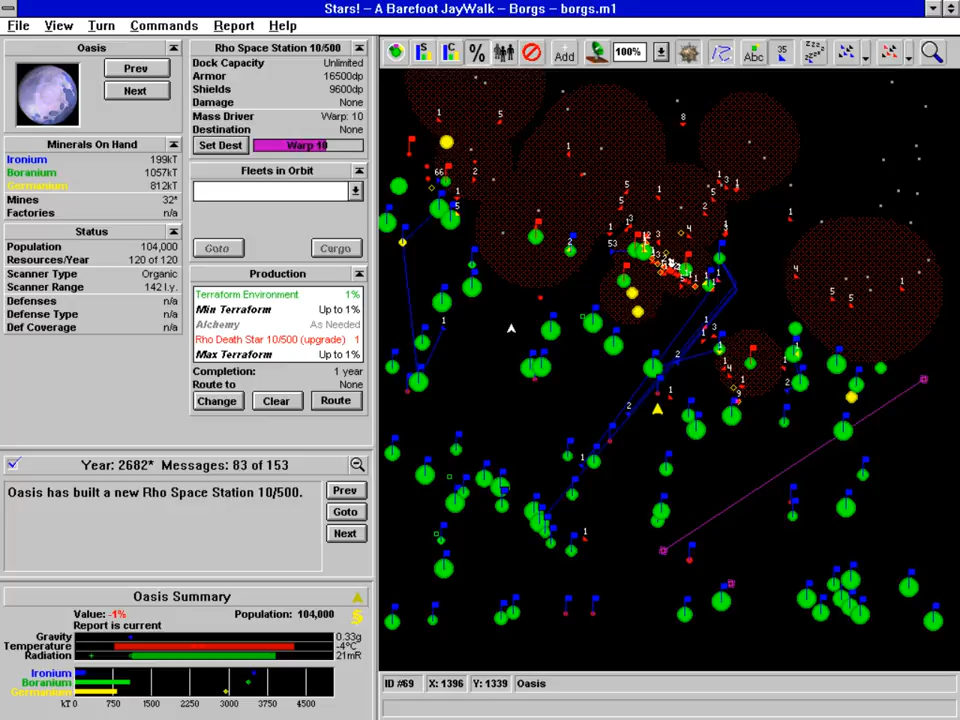 Stars! – A Barefoot JayWalk – Borgs – borgs.m1
File View Turn Commands Report Help
Oasis
Prev
Next
Minerals On Hand
Ironium 199kT
Boranium 1057kT
Germanium 812kT
Mines 32*
Factories n/a
Status
Population 104,000
Resources/Year 120 of 120
Scanner Type Organic
Scanner Range 142 l.y.
Defenses n/a
Defense Type n/a
Def Coverage n/a
Rho Space Station 10/500
Dock Capacity Unlimited
Armor 16500dp
Shields 9600dp
Damage None
Mass Driver Warp: 10
Destination None
Set Dest Warp 10
Fleets in Orbit
Goto Cargo
Production
Terraform Environment 1%
Min Terraform Up to 1%
Alchemy As Needed
Rho Death Star 10/500 (upgrade) 1
Max Terraform Up to 1%
Completion: 1 year
Route to None
Change Clear Route
Year: 2682* Messages: 83 of 153
Oasis has built a new Rho Space Station 10/500.
Prev
Goto
Next
Oasis Summary
Value: -1% Population: 104,000
Report is current
Gravity 0.33g
Temperature -4°C
Radiation 21mR
Ironium
Boranium
Germanium
kT 0 750 1500 2250 3000 3750 4500
S C % Add 100% Abc 35 zzz
ID #69 X: 1396 Y: 1339 Oasis